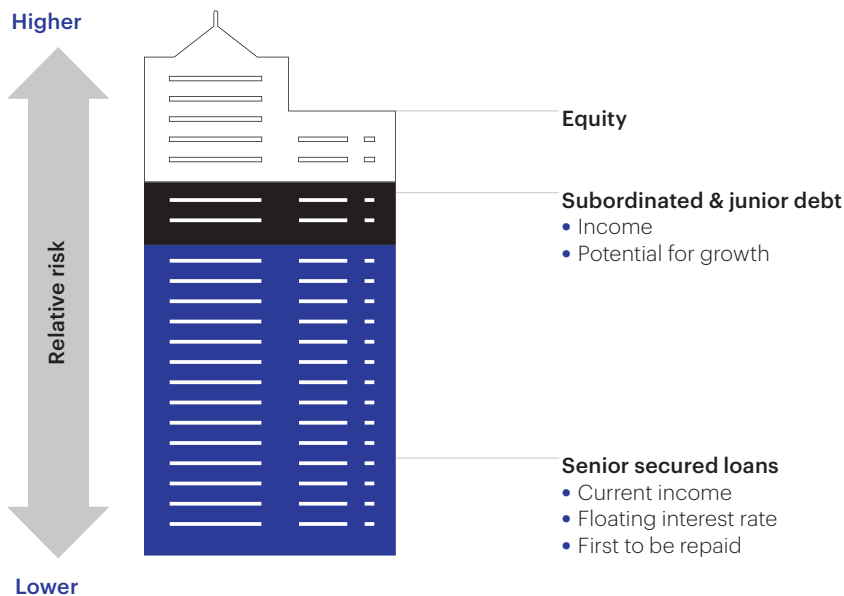 Higher
Relative risk
Lower
Equity
Subordinated & junior debt
• Income
• Potential for growth
Senior secured loans
• Current income
• Floating interest rate
• First to be repaid